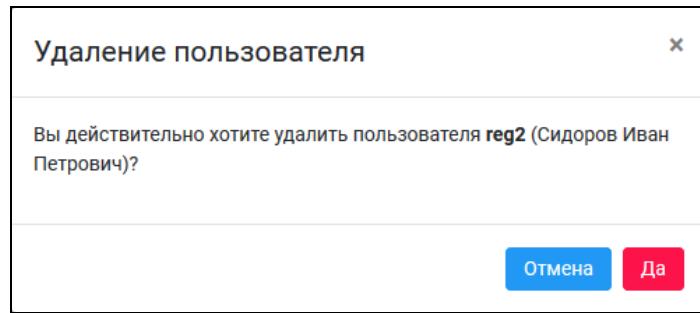 Удаление пользователя ×
Вы действительно хотите удалить пользователя reg2 (Сидоров Иван
Петрович)?
Отмена Да